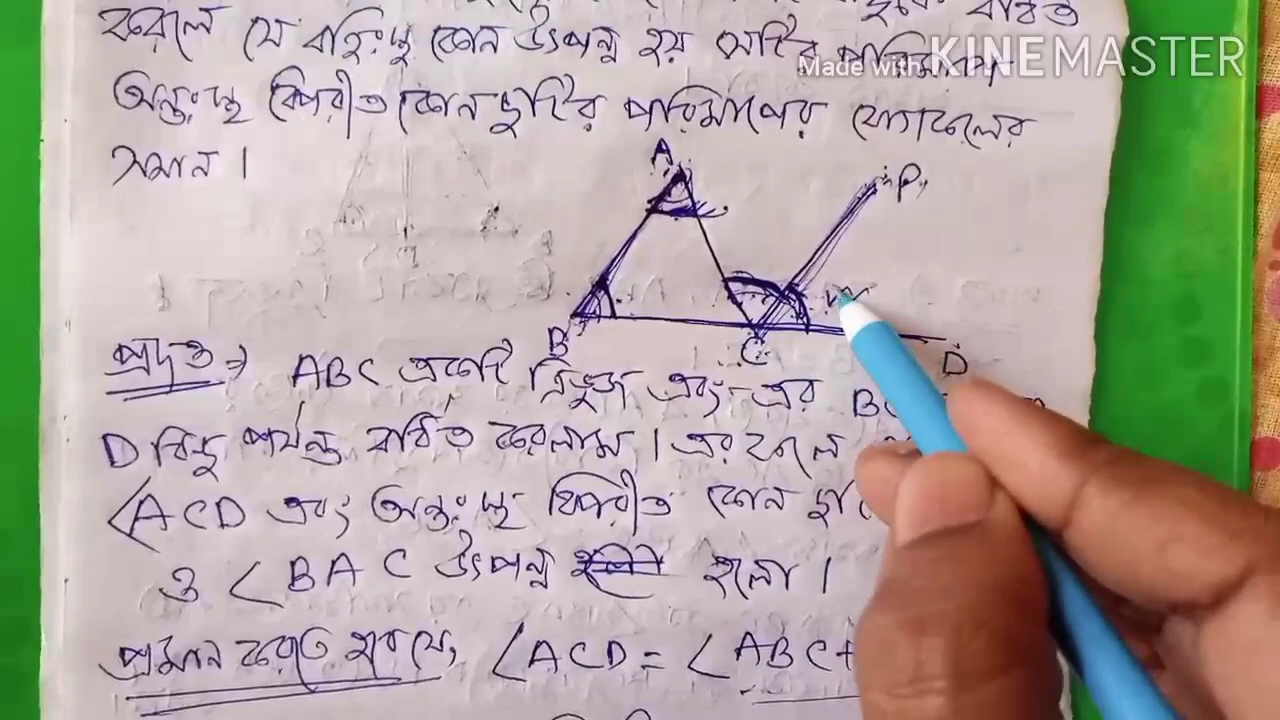 বর্ধিত
করলে যে বহিঃস্থ কোন উৎপন্ন হয় সেটির পরিমাপ
Made with KINEMASTER
অন্তঃস্থ বিপরীত কোন দুটির পরিমাপের যোগফলের
সমান।
A
P
B
C
D
প্রদত্ত → ABC একটি ত্রিভুজ এবং এর
D বিন্দু পর্যন্ত বর্ধিত করলাম। এর ফলে
∠ACD এবং অন্তঃস্থ বিপরীত কোন
ও ∠BAC উৎপন্ন হলো।
প্রমান করতে হবে যে, ∠ACD = ∠ABC+